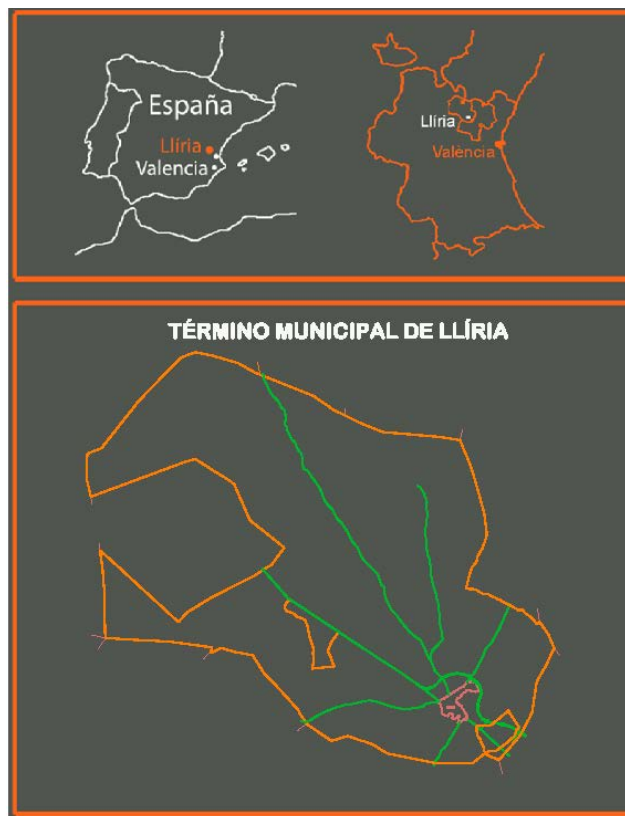 España
Llíria
Valencia
Llíria
València
TÉRMINO MUNICIPAL DE LLÍRIA